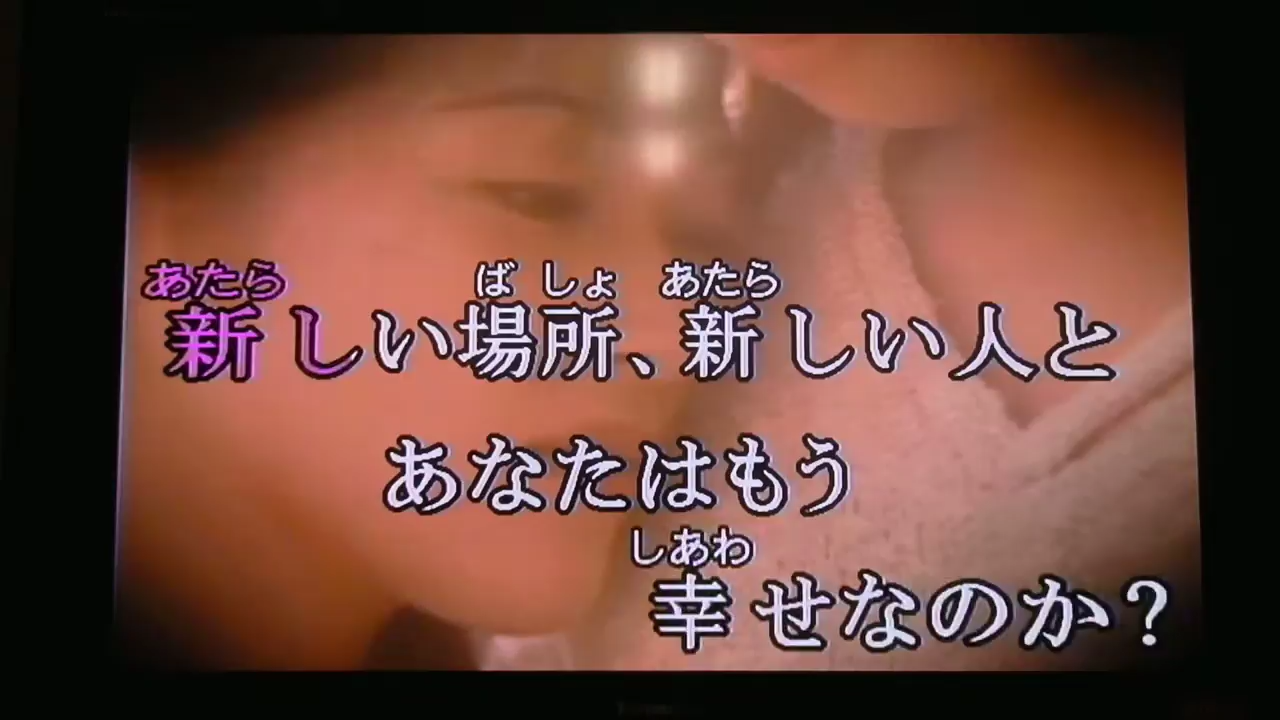 あたら ばしょ あたら
新しい場所、新しい人と
あなたはもう
しあわ
幸せなのか？